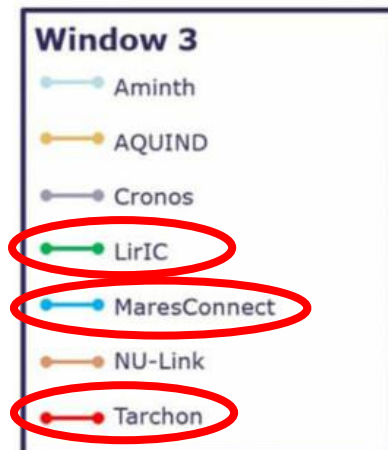 Window 3
Aminth
AQUIND
Cronos
LirIC
MaresConnect
NU-Link
Tarchon